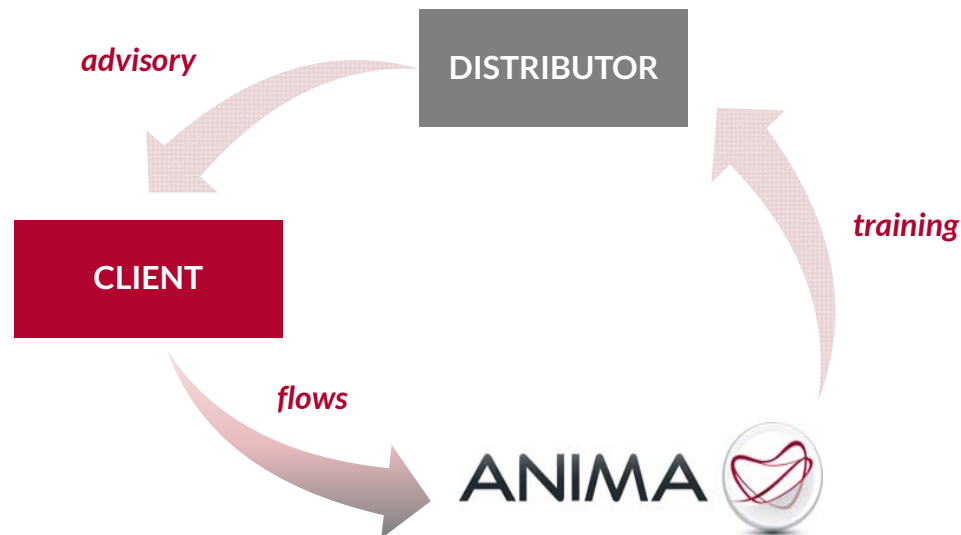 advisory
DISTRIBUTOR
training
CLIENT
flows
ANIMA